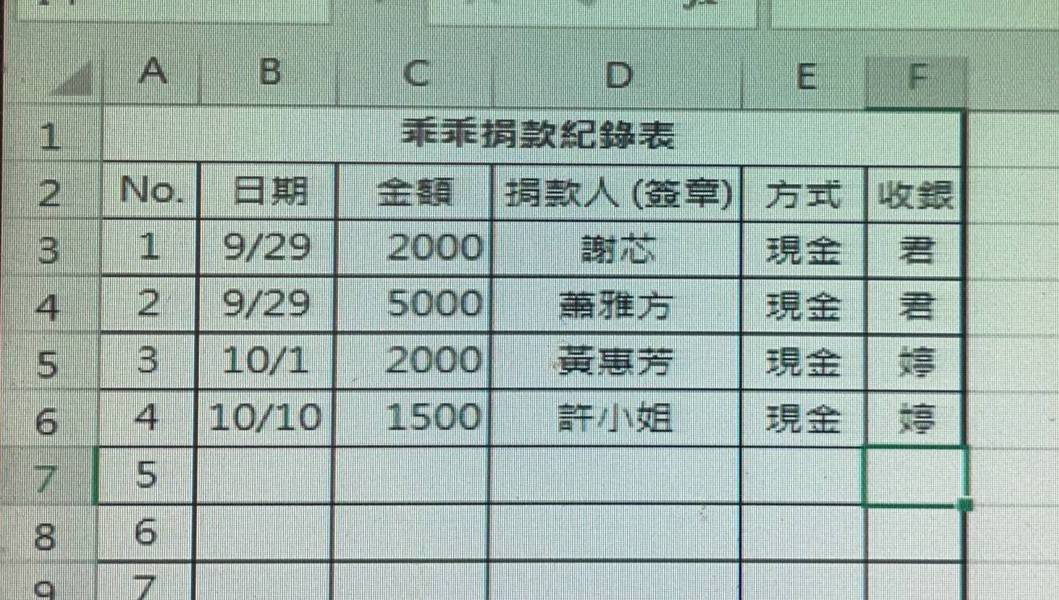 A B C D E F
1 乖乖捐款紀錄表
2 No. 日期 金額 捐款人 (簽章) 方式 收銀
3 1 9/29 2000 謝芯 現金 君
4 2 9/29 5000 蕭雅方 現金 君
5 3 10/1 2000 黃惠芳 現金 婷
6 4 10/10 1500 許小姐 現金 婷
7 5
8 6
9 7